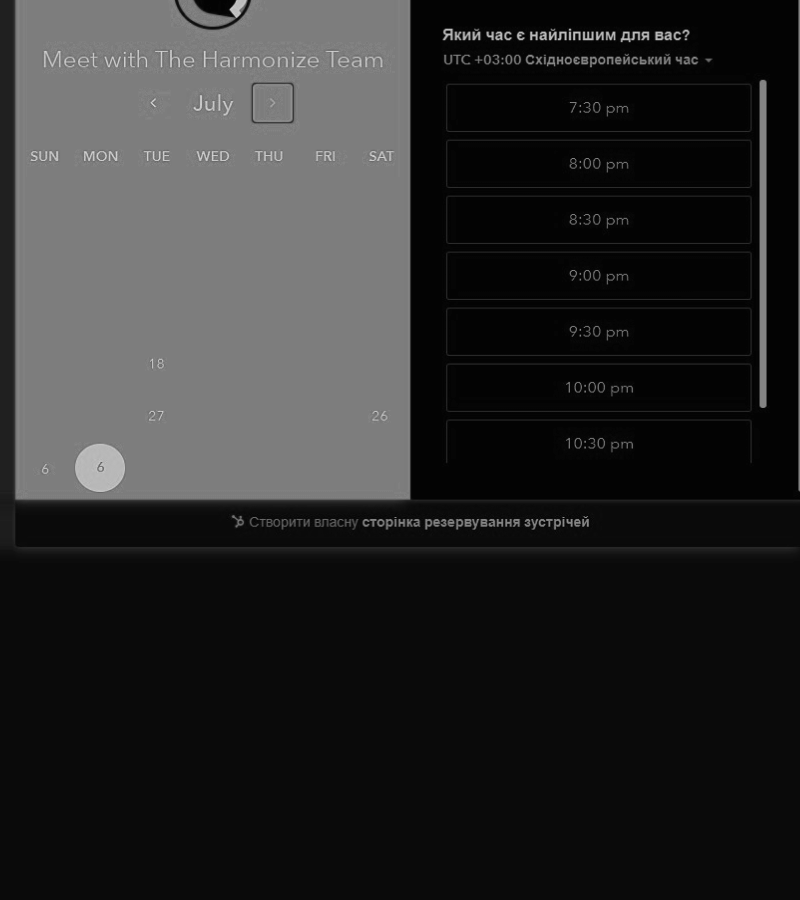 Meet with The Harmonize Team
July
SUN MON TUE WED THU FRI SAT
18
27 26
6 6
Який час є найліпшим для вас?
UTC +03:00 Східноєвропейський час
7:30 pm
8:00 pm
8:30 pm
9:00 pm
9:30 pm
10:00 pm
10:30 pm
Створити власну сторінка резервування зустрічей